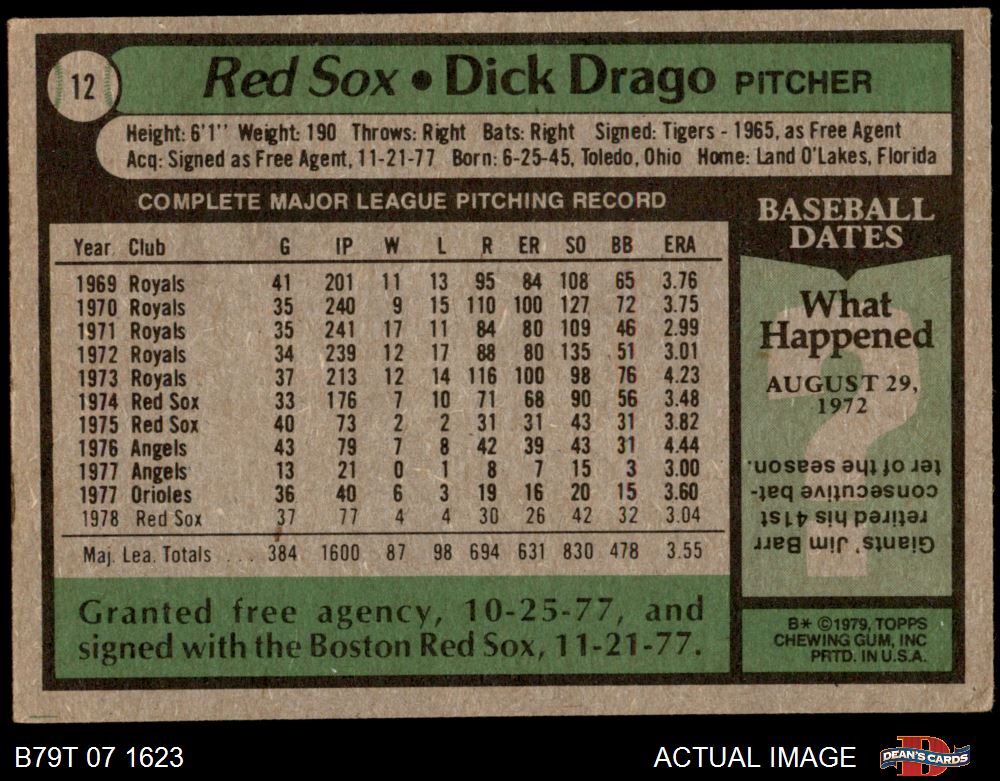 12
Red Sox • Dick Drago PITCHER
Height: 6'1" Weight: 190 Throws: Right Bats: Right Signed: Tigers - 1965, as Free Agent
Acq: Signed as Free Agent, 11-21-77 Born: 6-25-45, Toledo, Ohio Home: Land O'Lakes, Florida
COMPLETE MAJOR LEAGUE PITCHING RECORD
Year Club G IP W L R ER SO BB ERA
1969 Royals 41 201 11 13 95 84 108 65 3.76
1970 Royals 35 240 9 15 110 100 127 72 3.75
1971 Royals 35 241 17 11 84 80 109 46 2.99
1972 Royals 34 239 12 17 88 80 135 51 3.01
1973 Royals 37 213 12 14 116 100 98 76 4.23
1974 Red Sox 33 176 7 10 71 68 90 56 3.48
1975 Red Sox 40 73 2 2 31 31 43 31 3.82
1976 Angels 43 79 7 8 42 39 43 31 4.44
1977 Angels 13 21 0 1 8 7 15 3 3.00
1977 Orioles 36 40 6 3 19 16 20 15 3.60
1978 Red Sox 37 77 4 4 30 26 42 32 3.04
Maj. Lea. Totals . . . 384 1600 87 98 694 631 830 478 3.55
Granted free agency, 10-25-77, and
signed with the Boston Red Sox, 11-21-77.
BASEBALL
DATES
What
Happened
AUGUST 29,
1972
?
Giants' Jim Barr
retired his 41st
consecutive bat-
ter of the season.
B* ©1979, TOPPS
CHEWING GUM, INC
PRTD. IN U.S.A.
B79T 07 1623
ACTUAL IMAGE
D
DEAN'S CARDS